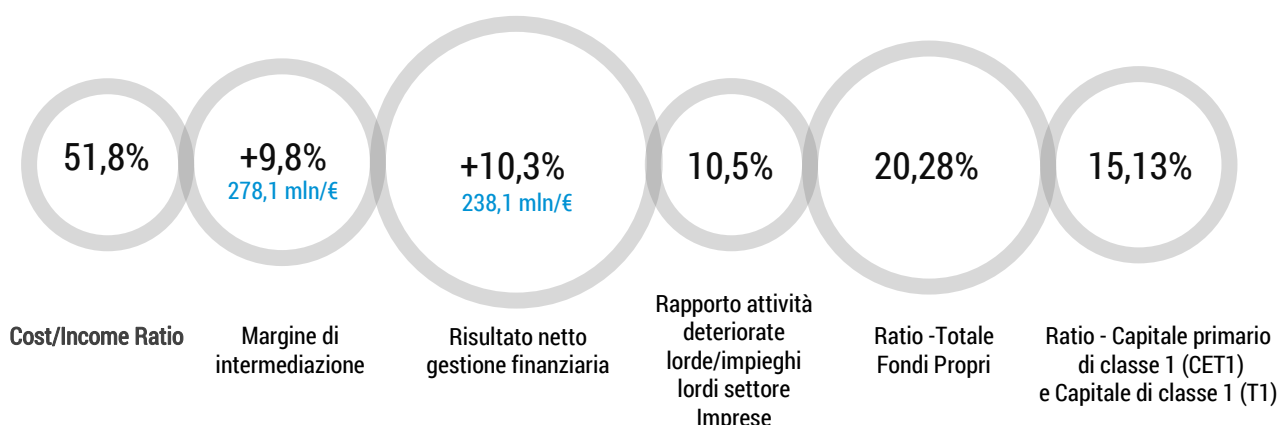 51,8%
+9,8%
278,1 mln/€
+10,3%
238,1 mln/€
10,5%
20,28%
15,13%
Cost/Income Ratio
Margine di
intermediazione
Risultato netto
gestione finanziaria
Rapporto attività
deteriorate
lorde/impieghi
lordi settore
Imprese
Ratio -Totale
Fondi Propri
Ratio - Capitale primario
di classe 1 (CET1)
e Capitale di classe 1 (T1)